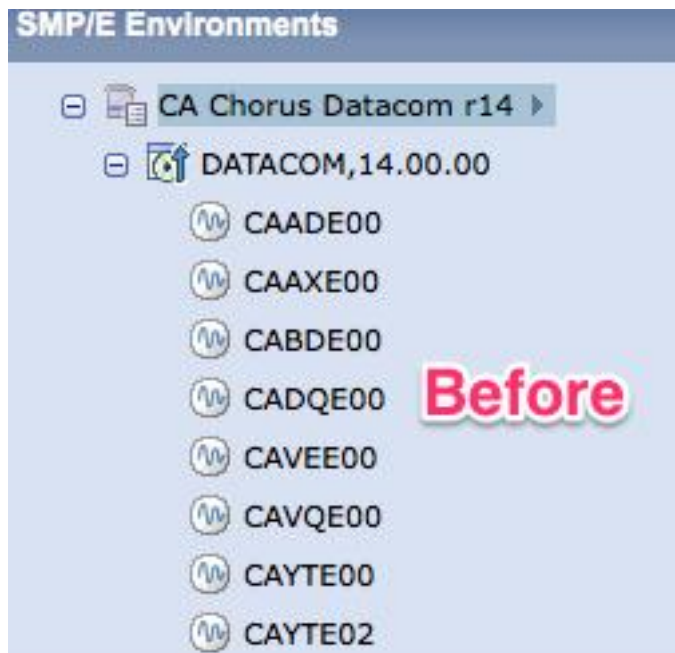 SMP/E Environments
CA Chorus Datacom r14
DATACOM,14.00.00
CAADE00
CAAXE00
CABDE00
CADQE00
Before
CAVEE00
CAVQE00
CAYTE00
CAYTE02